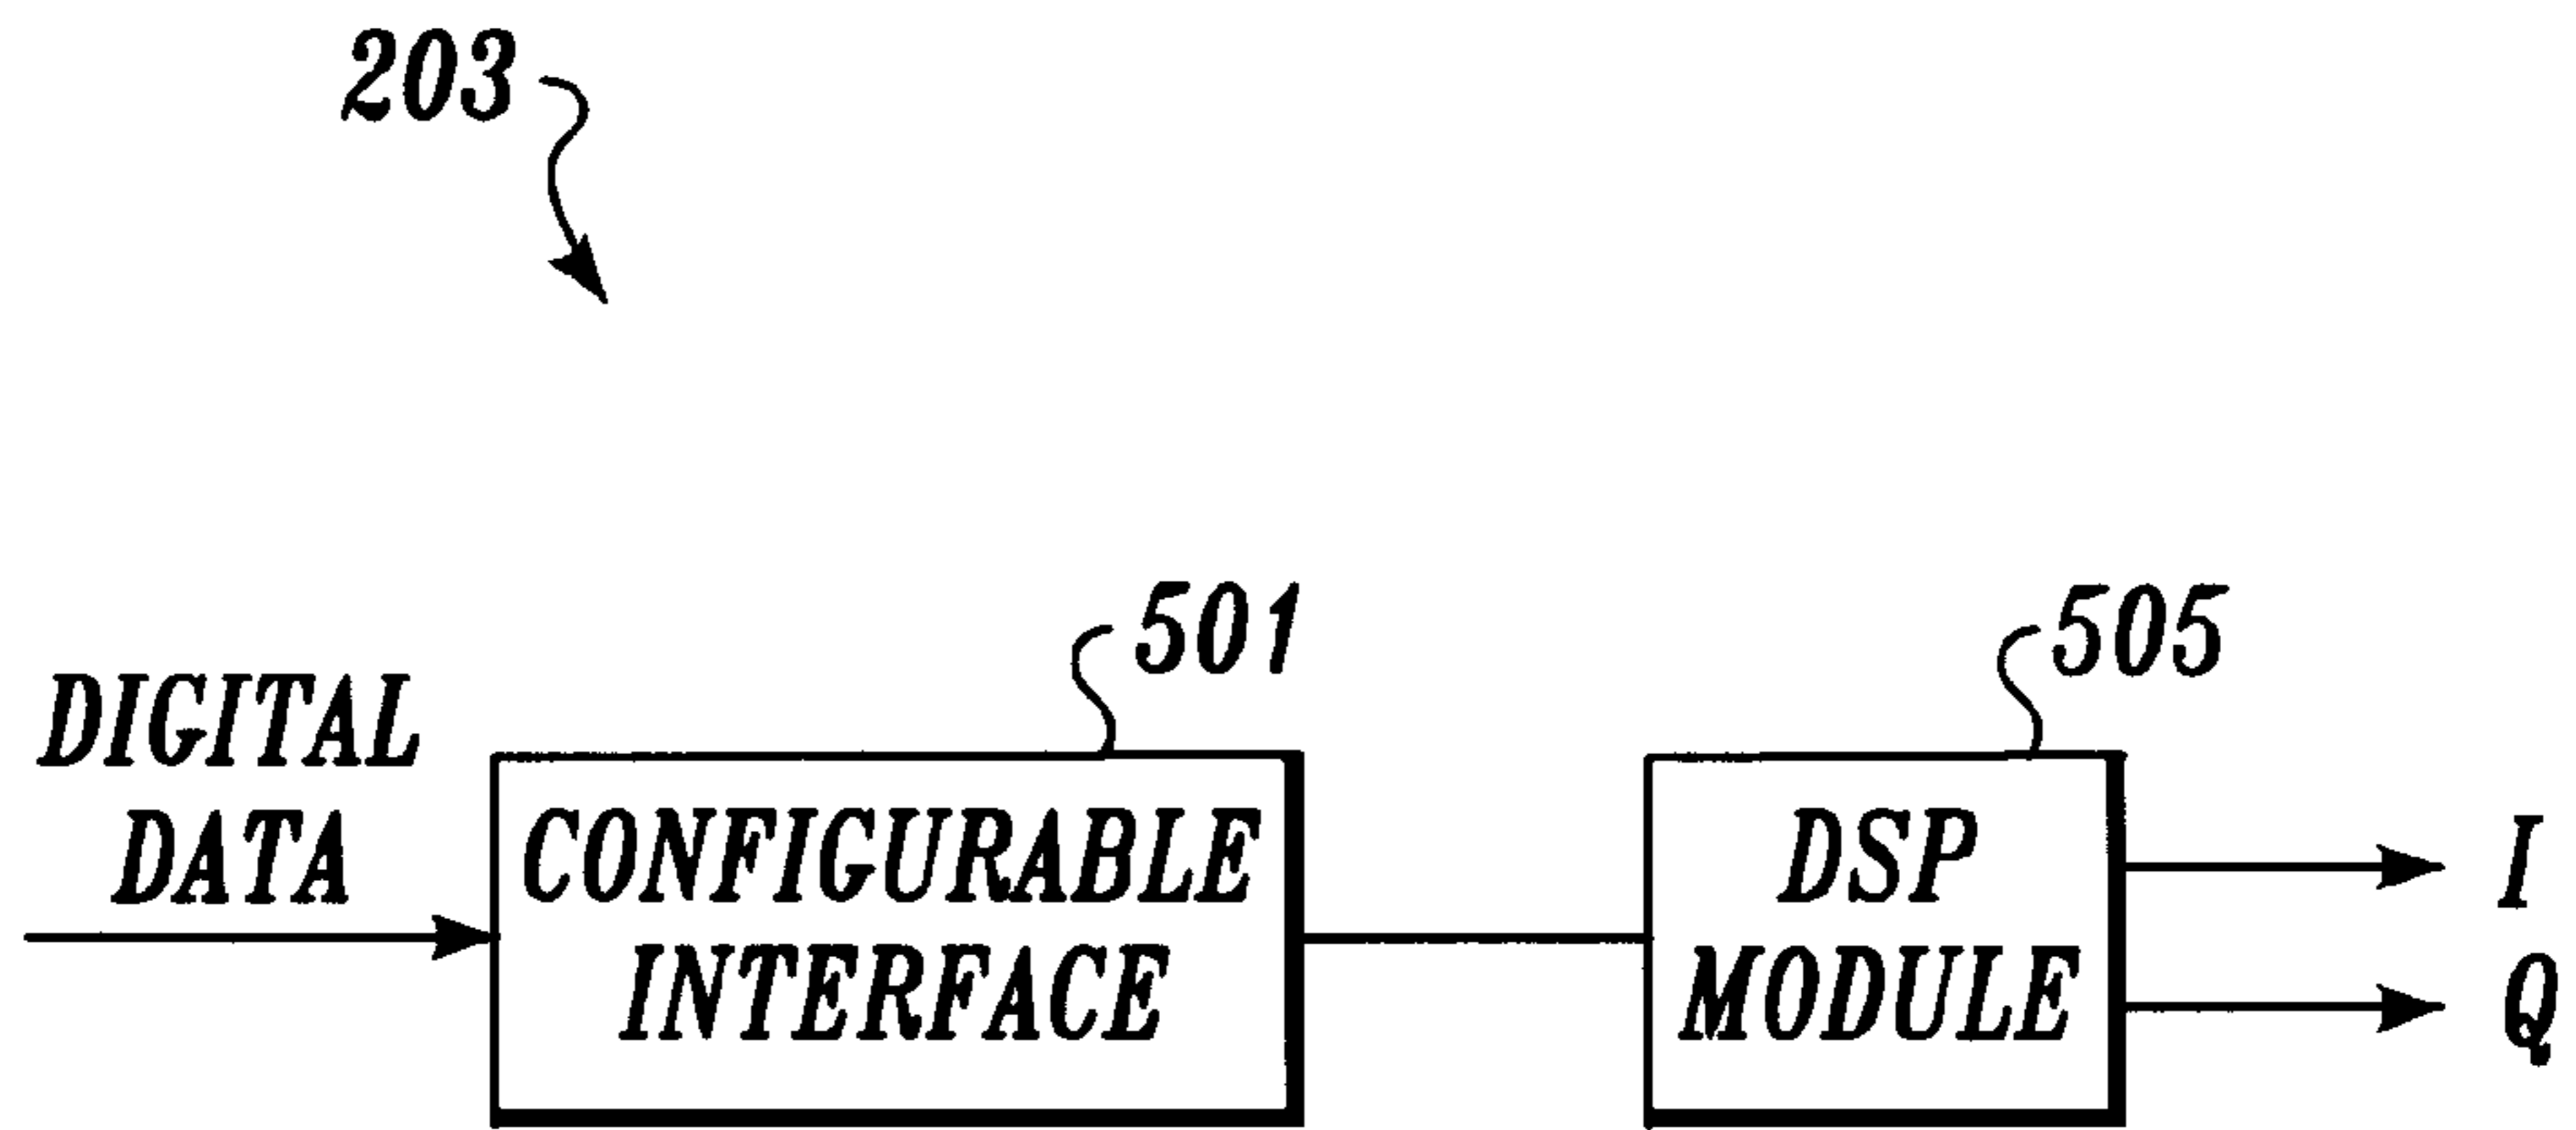 203
501
505
DIGITAL
DATA
CONFIGURABLE
INTERFACE
DSP
MODULE
I
Q